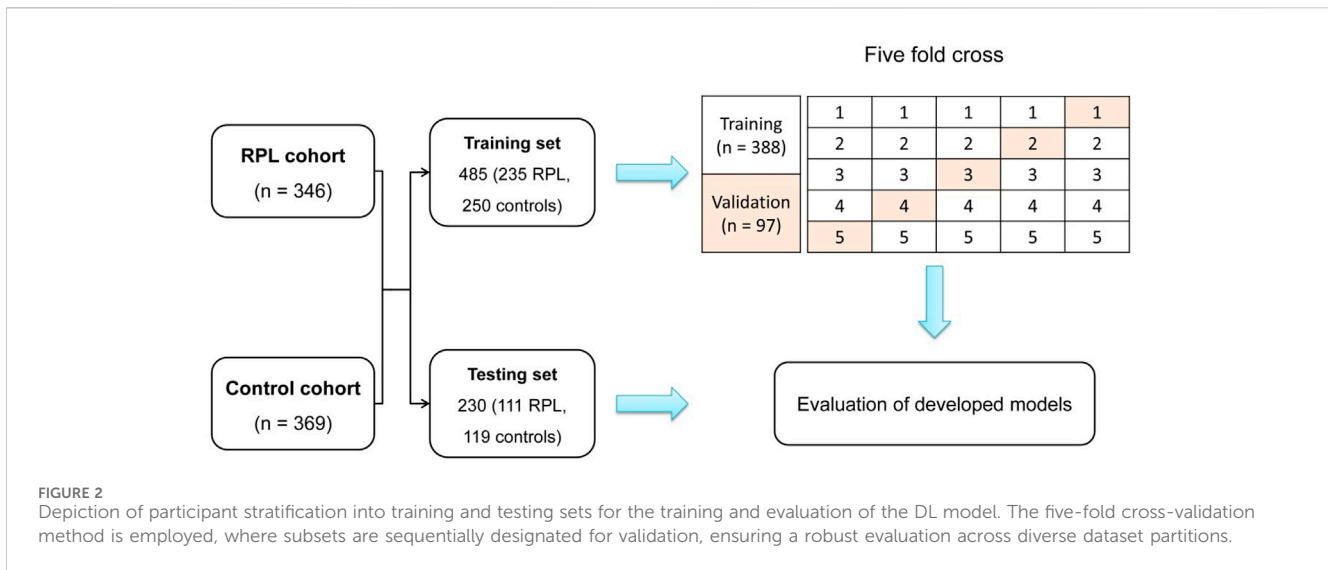 Five fold cross
RPL cohort
(n = 346)
Training set
485 (235 RPL,
250 controls)
Training
(n = 388)
Validation
(n = 97)
1 1 1 1 1
2 2 2 2 2
3 3 3 3 3
4 4 4 4 4
5 5 5 5 5
Control cohort
(n = 369)
Testing set
230 (111 RPL,
119 controls)
Evaluation of developed models
FIGURE 2
Depiction of participant stratification into training and testing sets for the training and evaluation of the DL model. The five-fold cross-validation
method is employed, where subsets are sequentially designated for validation, ensuring a robust evaluation across diverse dataset partitions.